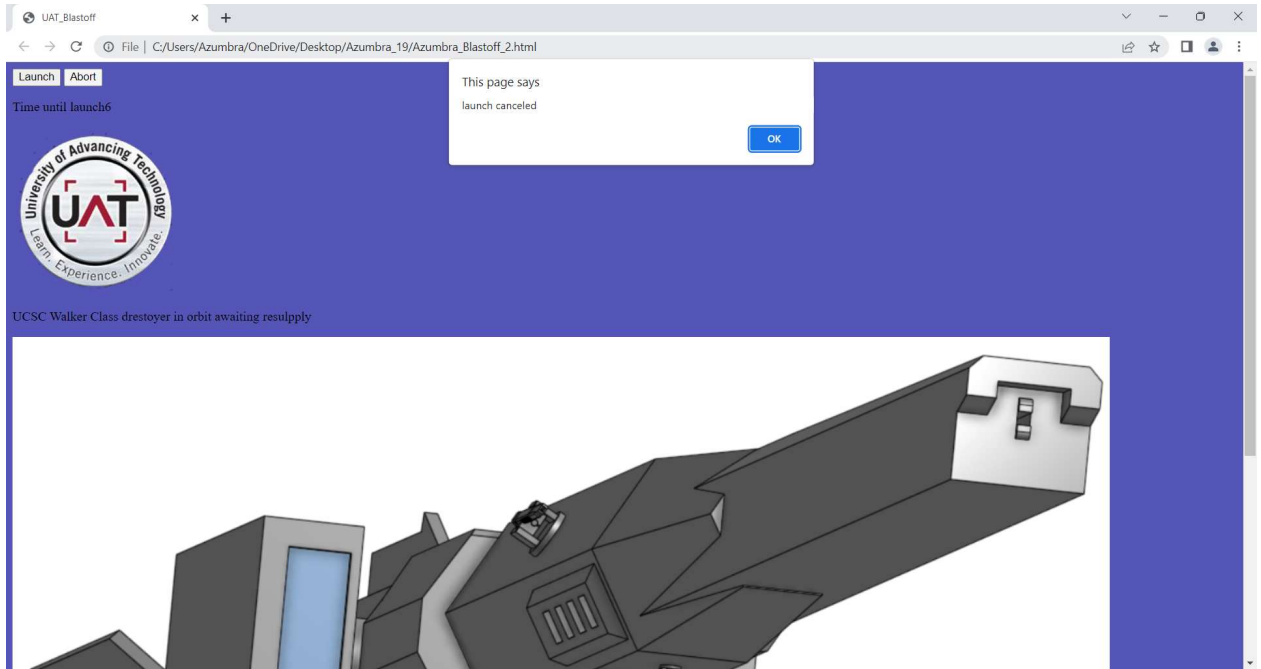 UAT_Blastoff
File | C:/Users/Azumbra/OneDrive/Desktop/Azumbra_19/Azumbra_Blastoff_2.html
Launch Abort
This page says
launch canceled
OK
Time until launch6
University of Advancing Technology
UAT
Learn. Experience. Innovate.
UCSC Walker Class drestoyer in orbit awaiting resulpply